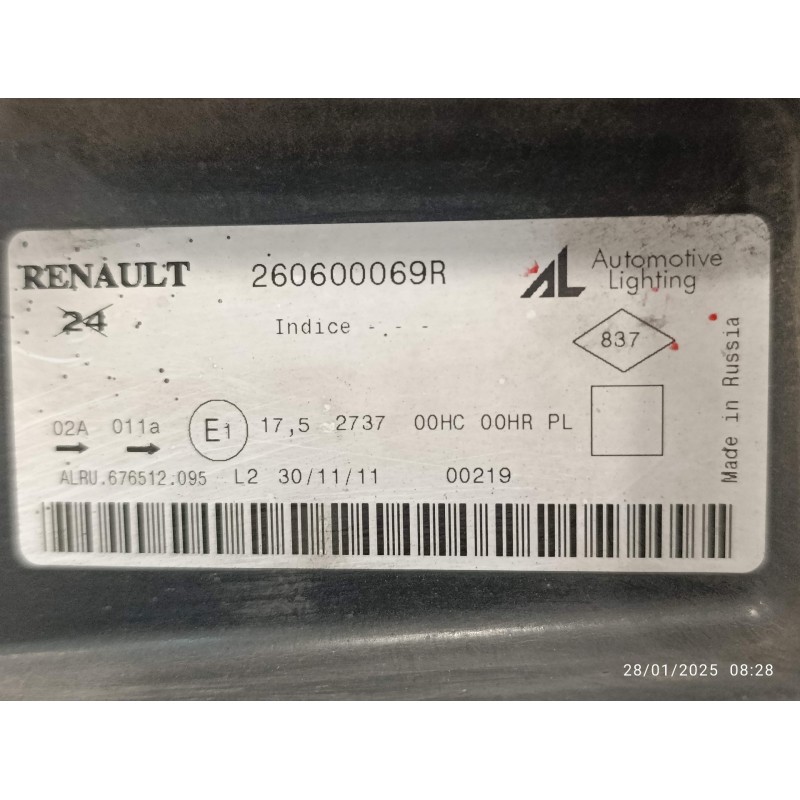 RENAULT 260600069R AL Automotive Lighting
24 Indice - - -
837
Made in Russia
02A 011a E1 17,5 2737 00HC 00HR PL
ALRU.676512.095 L2 30/11/11 00219
28/01/2025 08:28